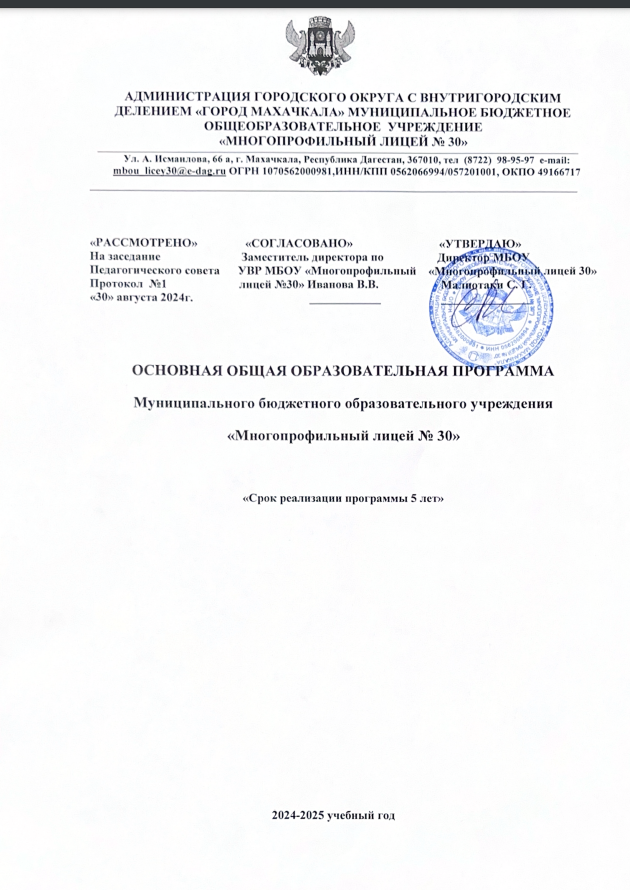 АДМИНИСТРАЦИЯ ГОРОДСКОГО ОКРУГА С ВНУТРИГОРОДСКИМ
ДЕЛЕНИЕМ «ГОРОД МАХАЧКАЛА» МУНИЦИПАЛЬНОЕ БЮДЖЕТНОЕ
ОБЩЕОБРАЗОВАТЕЛЬНОЕ УЧРЕЖДЕНИЕ
«МНОГОПРОФИЛЬНЫЙ ЛИЦЕЙ № 30»
Ул. А. Исмаилова, 66 а, г. Махачкала, Республика Дагестан, 367010, тел (8722) 98-95-97 e-mail:
mbou_licey30@e-dag.ru ОГРН 1070562000981,ИНН/КПП 0562066994/057201001, ОКПО 49166717
«РАССМОТРЕНО»
На заседание
Педагогического совета
Протокол №1
«30» августа 2024г.
«СОГЛАСОВАНО»
Заместитель директора по
УВР МБОУ «Многопрофильный
лицей №30» Иванова В.В.
«УТВЕРДАЮ»
Директор МБОУ
«Многопрофильный лицей 30»
Малиотаки С. Г.
ОСНОВНАЯ ОБЩАЯ ОБРАЗОВАТЕЛЬНАЯ ПРОГРАММА
Муниципального бюджетного образовательного учреждения
«Многопрофильный лицей № 30»
«Срок реализации программы 5 лет»
2024-2025 учебный год